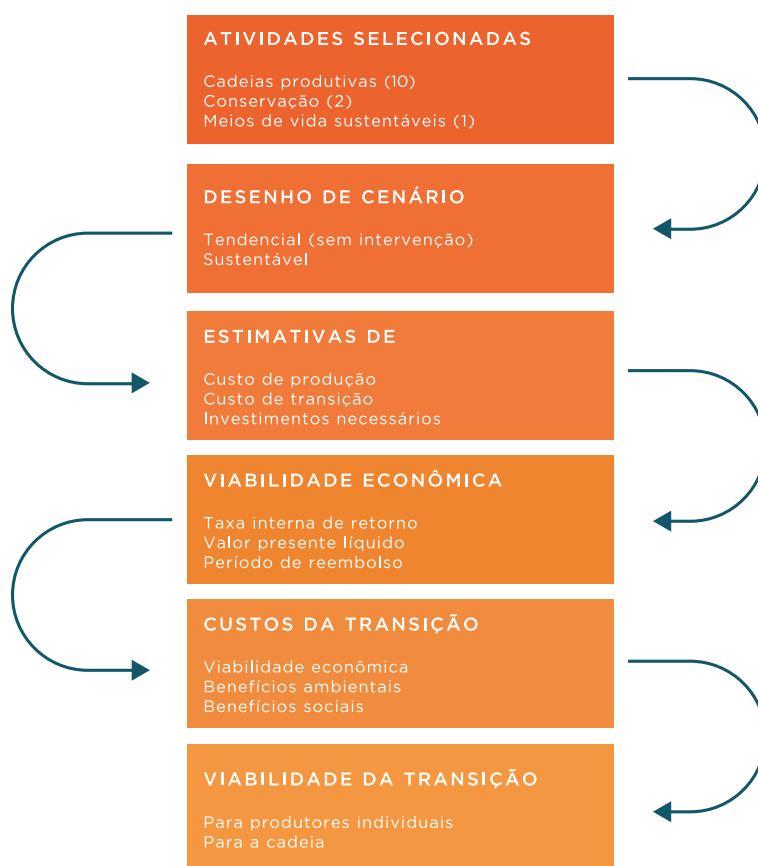 ATIVIDADES SELECIONADAS
Cadeias produtivas (10)
Conservação (2)
Meios de vida sustentáveis (1)
DESENHO DE CENÁRIO
Tendencial (sem intervenção)
Sustentável
ESTIMATIVAS DE
Custo de produção
Custo de transição
Investimentos necessários
VIABILIDADE ECONÔMICA
Taxa interna de retorno
Valor presente líquido
Período de reembolso
CUSTOS DA TRANSIÇÃO
Viabilidade econômica
Benefícios ambientais
Benefícios sociais
VIABILIDADE DA TRANSIÇÃO
Para produtores individuais
Para a cadeia